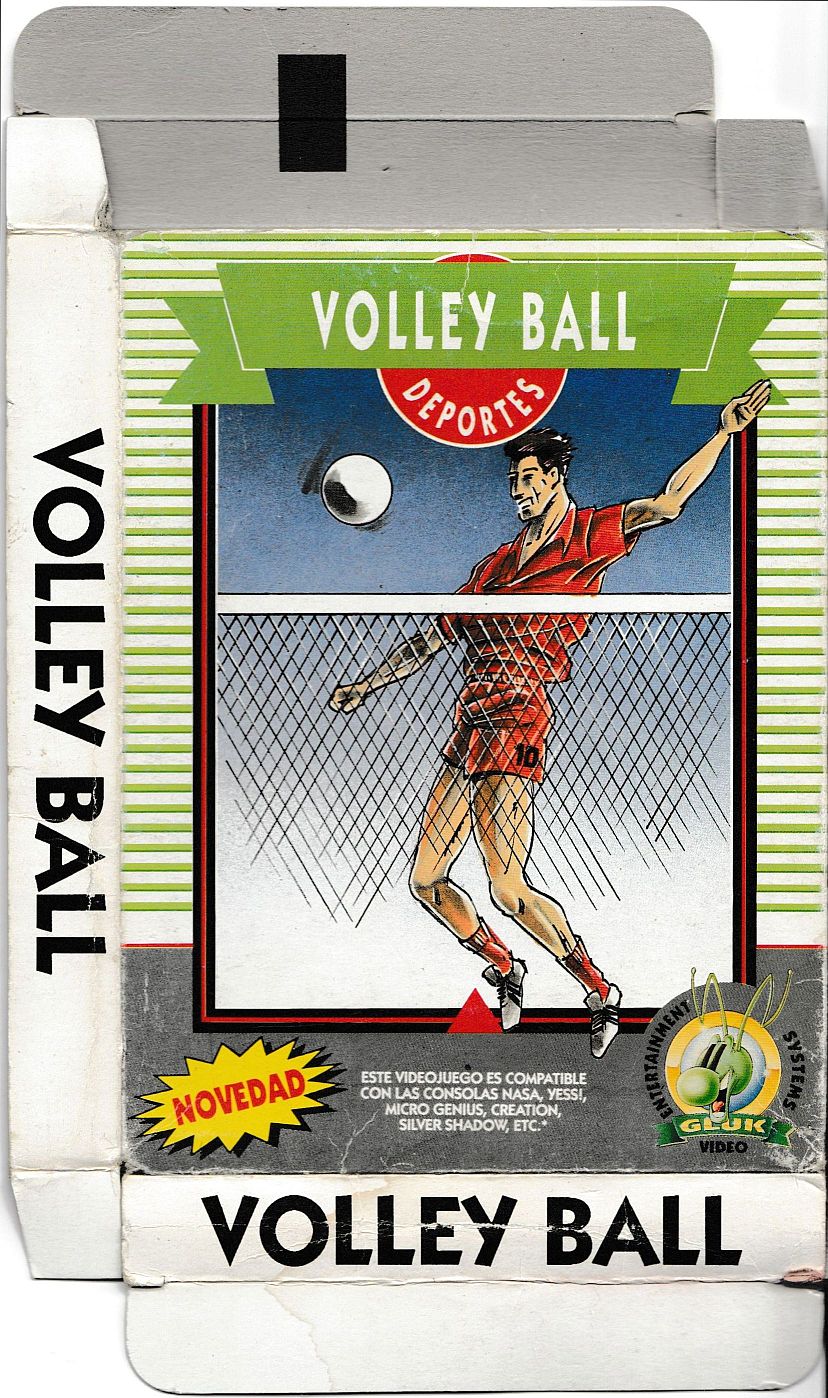 VOLLEY BALL
DEPORTES
VOLLEY BALL
10
NOVEDAD
ESTE VIDEOJUEGO ES COMPATIBLE
CON LAS CONSOLAS NASA, YESS!,
MICRO GENIUS, CREATION,
SILVER SHADOW, ETC.*
ENTERTAINMENT
SYSTEMS
GLUK
VIDEO
VOLLEY BALL